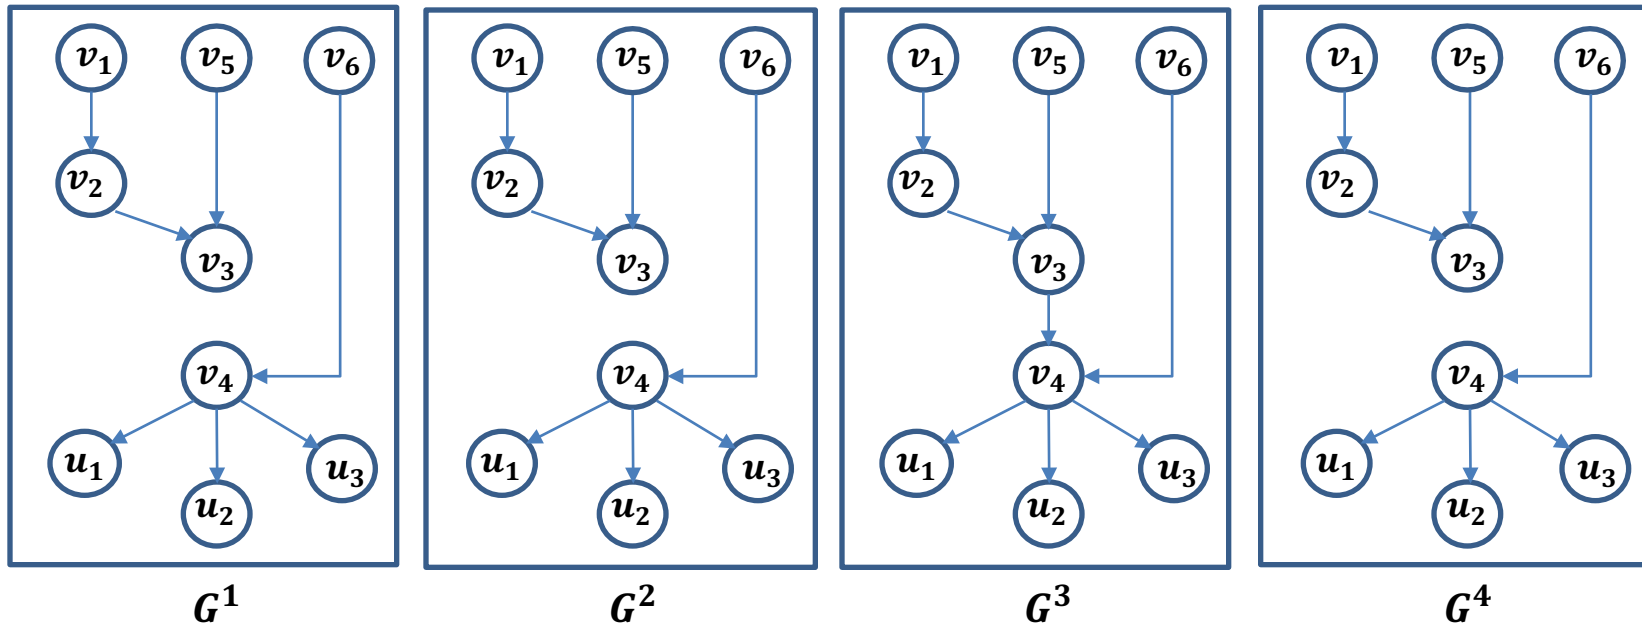 v₁ v₅ v₆ v₁ v₅ v₆ v₁ v₅ v₆ v₁ v₅ v₆
v₂ v₂ v₂ v₂
v₃ v₃ v₃ v₃
v₄ v₄ v₄ v₄
u₁ u₃ u₁ u₃ u₁ u₃ u₁ u₃
u₂ u₂ u₂ u₂
G¹ G² G³ G⁴